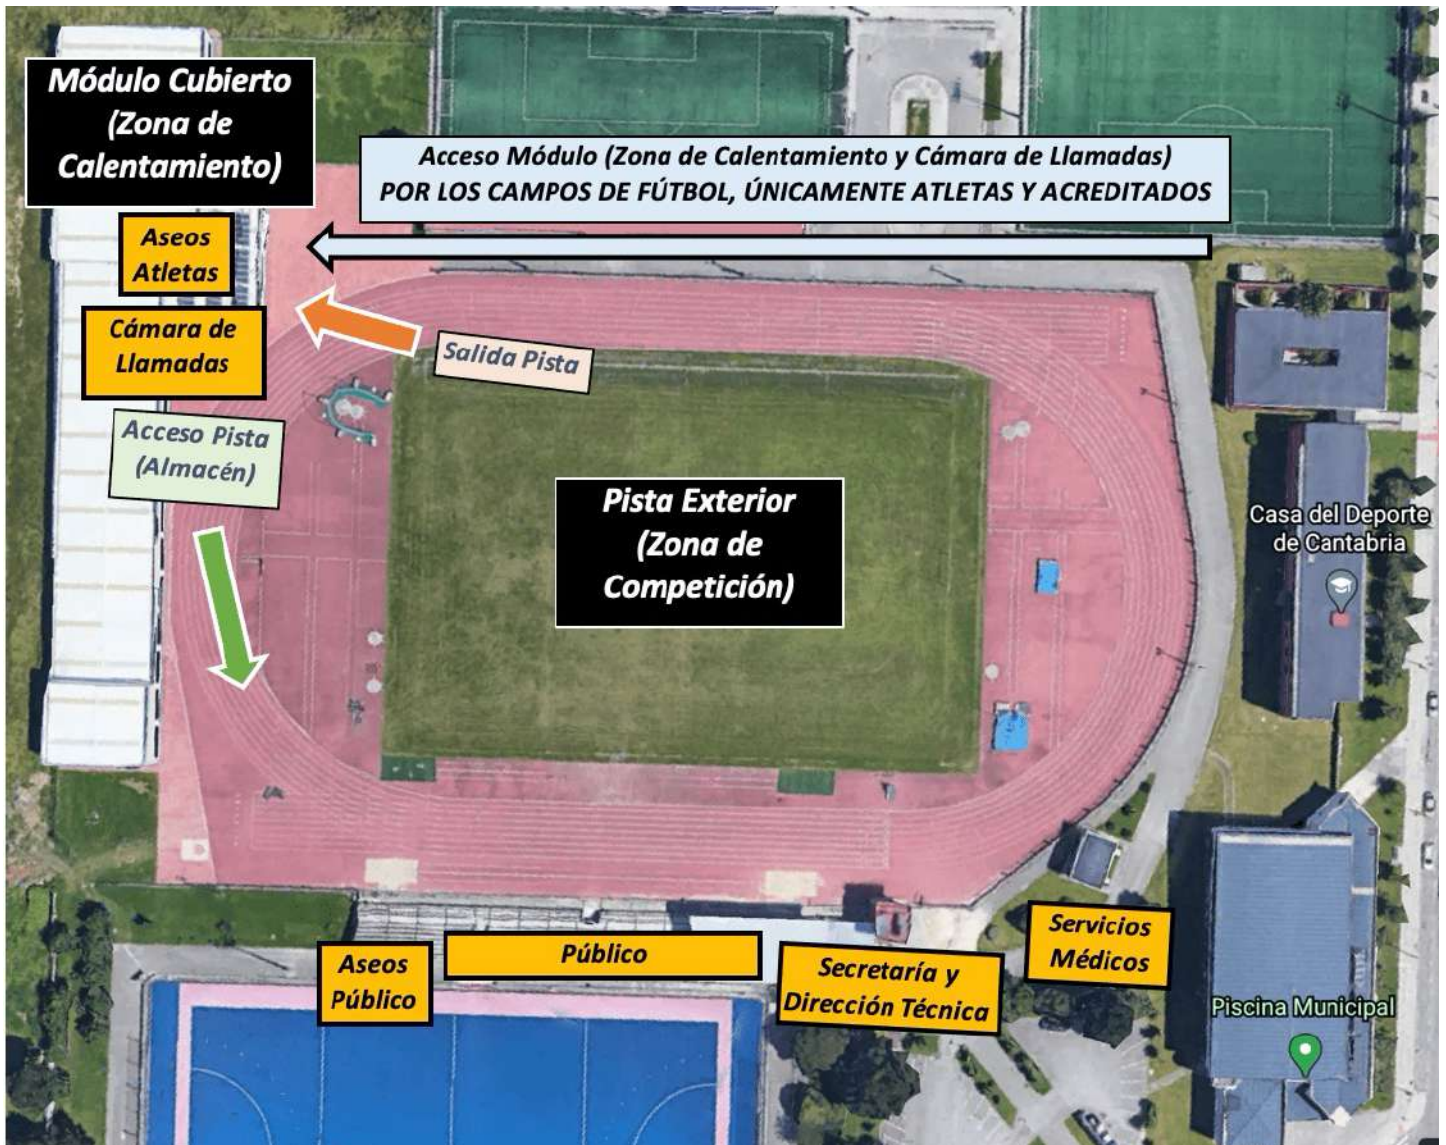 Módulo Cubierto
(Zona de
Calentamiento)
Acceso Módulo (Zona de Calentamiento y Cámara de Llamadas)
POR LOS CAMPOS DE FÚTBOL, ÚNICAMENTE ATLETAS Y ACREDITADOS
Aseos
Atletas
Cámara de
Llamadas
Salida Pista
Acceso Pista
(Almacén)
Pista Exterior
(Zona de
Competición)
Casa del Deporte
de Cantabria
Aseos
Público
Público
Secretaría y
Dirección Técnica
Servicios
Médicos
Piscina Municipal